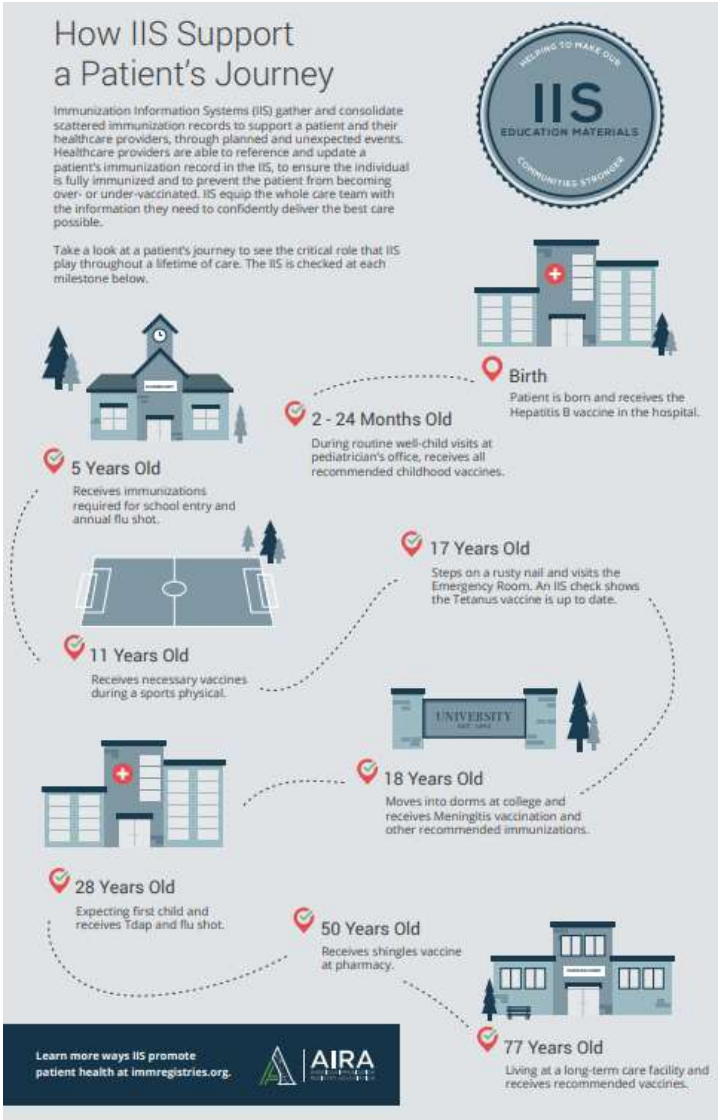 How IIS Support
a Patient's Journey
Immunization Information Systems (IIS) gather and consolidate
scattered immunization records to support a patient and their
healthcare providers, through planned and unexpected events.
Healthcare providers are able to reference and update a
patient's immunization record in the IIS, to ensure the individual
is fully immunized and to prevent the patient from becoming
over- or under-vaccinated. IIS equip the whole care team with
the information they need to confidently deliver the best care
possible.
Take a look at a patient's journey to see the critical role that IIS
play throughout a lifetime of care. The IIS is checked at each
milestone below.
HELPING TO MAKE OUR
IIS
EDUCATION MATERIALS
COMMUNITIES STRONGER
Birth
Patient is born and receives the
Hepatitis B vaccine in the hospital.
2 - 24 Months Old
During routine well-child visits at
pediatrician's office, receives all
recommended childhood vaccines.
5 Years Old
Receives immunizations
required for school entry and
annual flu shot.
11 Years Old
Receives necessary vaccines
during a sports physical.
17 Years Old
Steps on a rusty nail and visits the
Emergency Room. An IIS check shows
the Tetanus vaccine is up to date.
UNIVERSITY
18 Years Old
Moves into dorms at college and
receives Meningitis vaccination and
other recommended immunizations.
28 Years Old
Expecting first child and
receives Tdap and flu shot.
50 Years Old
Receives shingles vaccine
at pharmacy.
77 Years Old
Living at a long-term care facility and
receives recommended vaccines.
Learn more ways IIS promote
patient health at immregistries.org.
AIRA